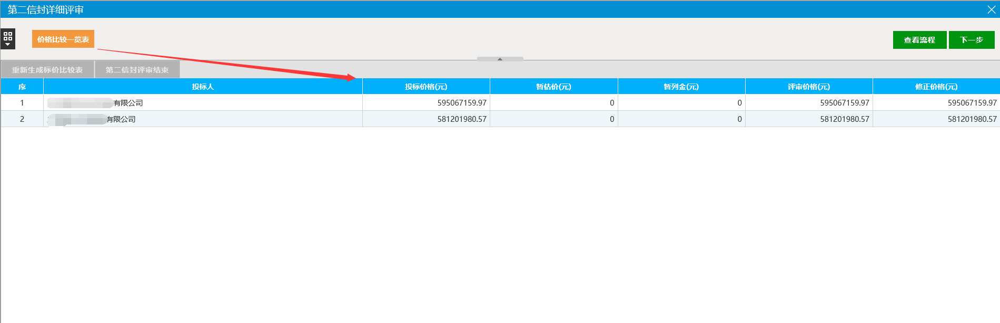 第二信封详细评审
价格比较一览表
查看流程 下一步
重新生成标价比较表 第二信封评审结束
序 投标人 投标价格(元) 暂估价(元) 暂列金(元) 评审价格(元) 修正价格(元)
1 有限公司 595067159.97 0 0 595067159.97 595067159.97
2 有限公司 581201980.57 0 0 581201980.57 581201980.57